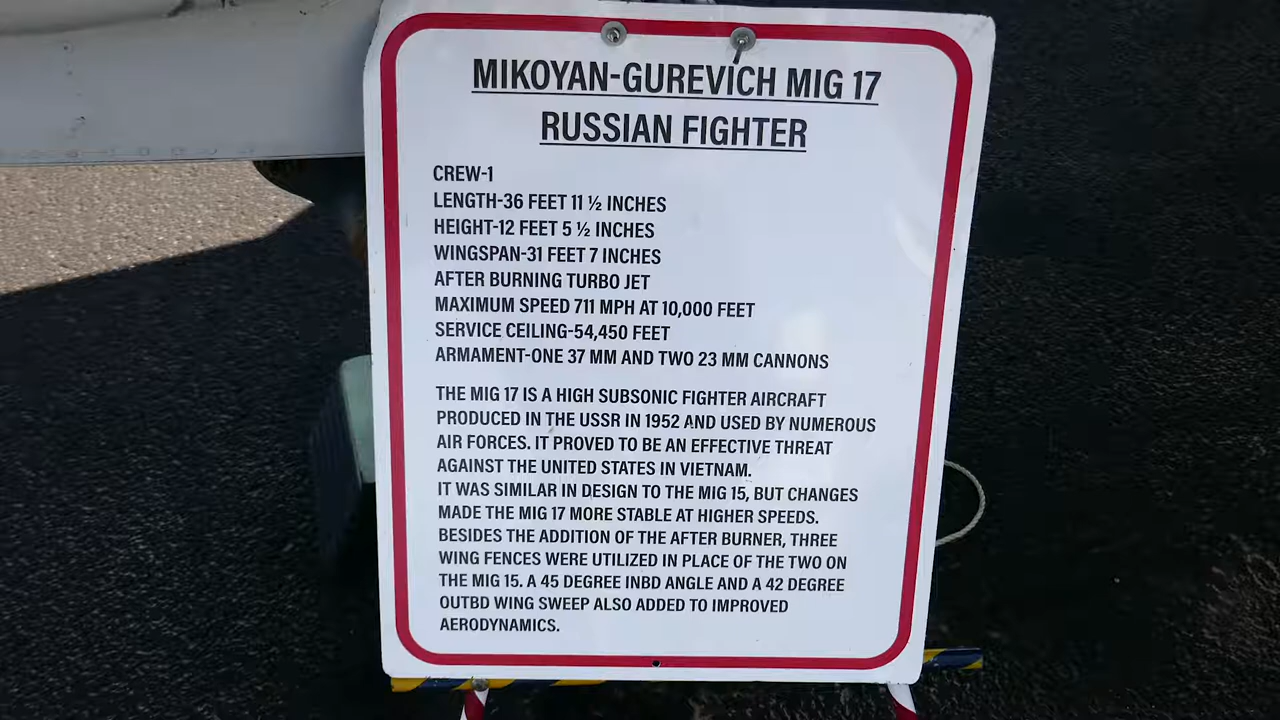 MIKOYAN-GUREVICH MIG 17
RUSSIAN FIGHTER
CREW-1
LENGTH-36 FEET 11 ½ INCHES
HEIGHT-12 FEET 5 ½ INCHES
WINGSPAN-31 FEET 7 INCHES
AFTER BURNING TURBO JET
MAXIMUM SPEED 711 MPH AT 10,000 FEET
SERVICE CEILING-54,450 FEET
ARMAMENT-ONE 37 MM AND TWO 23 MM CANNONS
THE MIG 17 IS A HIGH SUBSONIC FIGHTER AIRCRAFT
PRODUCED IN THE USSR IN 1952 AND USED BY NUMEROUS
AIR FORCES. IT PROVED TO BE AN EFFECTIVE THREAT
AGAINST THE UNITED STATES IN VIETNAM.
IT WAS SIMILAR IN DESIGN TO THE MIG 15, BUT CHANGES
MADE THE MIG 17 MORE STABLE AT HIGHER SPEEDS.
BESIDES THE ADDITION OF THE AFTER BURNER, THREE
WING FENCES WERE UTILIZED IN PLACE OF THE TWO ON
THE MIG 15. A 45 DEGREE INBD ANGLE AND A 42 DEGREE
OUTBD WING SWEEP ALSO ADDED TO IMPROVED
AERODYNAMICS.